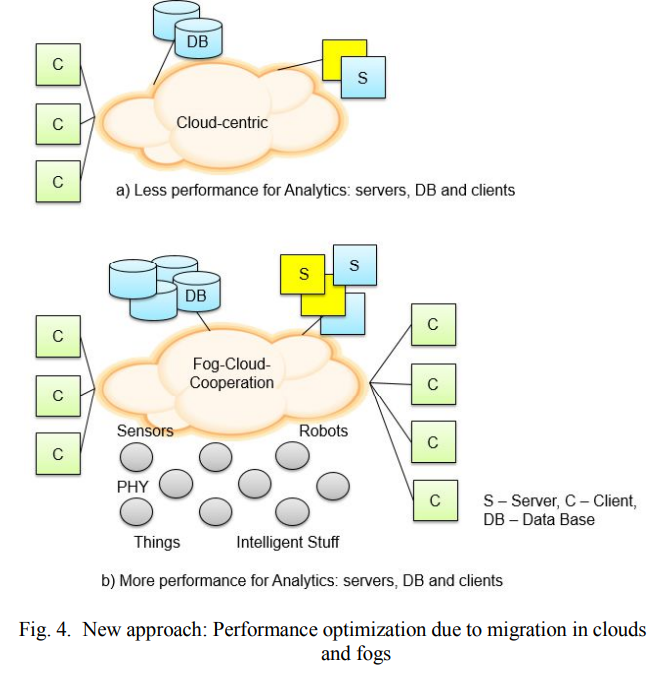 DB
C
S
C
Cloud-centric
C
a) Less performance for Analytics: servers, DB and clients
S
S
DB
C
C
Fog-Cloud-
Cooperation
C
C
Sensors
Robots
C
C
PHY
C
S – Server, C – Client,
DB – Data Base
Things
Intelligent Stuff
b) More performance for Analytics: servers, DB and clients
Fig. 4. New approach: Performance optimization due to migration in clouds
and fogs